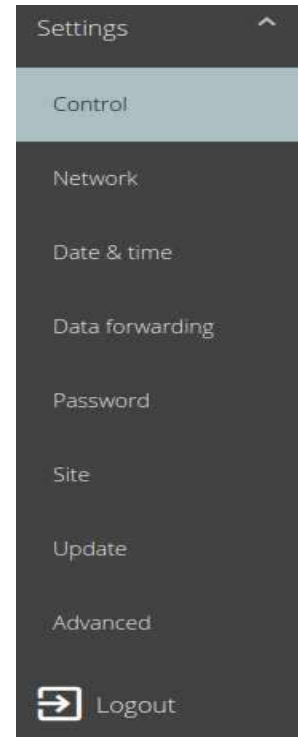 Settings
Control
Network
Date & time
Data forwarding
Password
Site
Update
Advanced
Logout